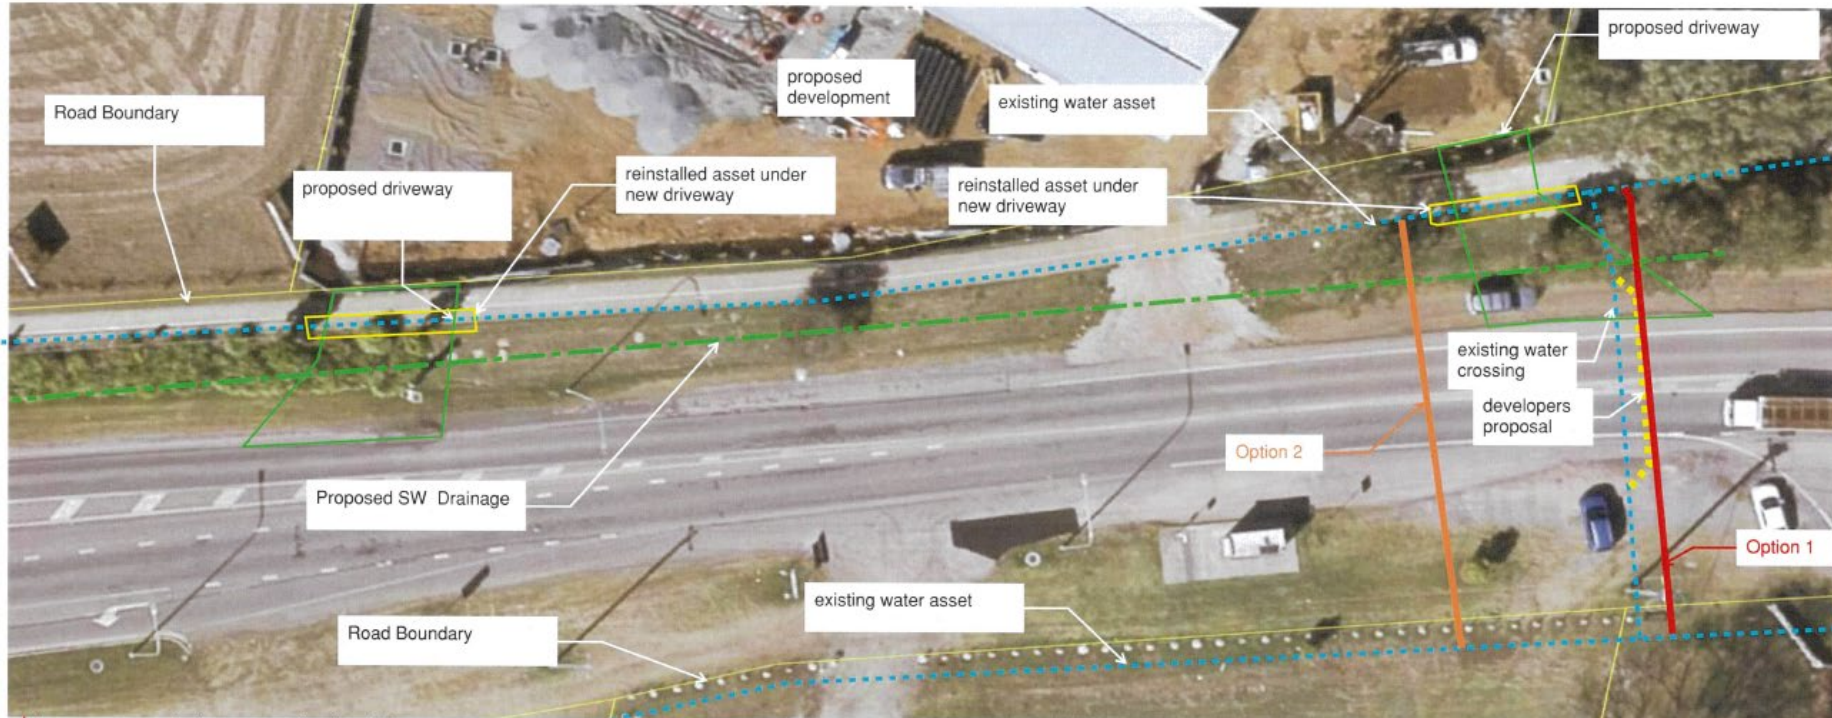 proposed driveway
proposed
development
existing water asset
Road Boundary
reinstalled asset under
new driveway
proposed driveway
reinstalled asset under
new driveway
existing water
crossing
developers
proposal
Option 2
Proposed SW Drainage
Option 1
existing water asset
Road Boundary